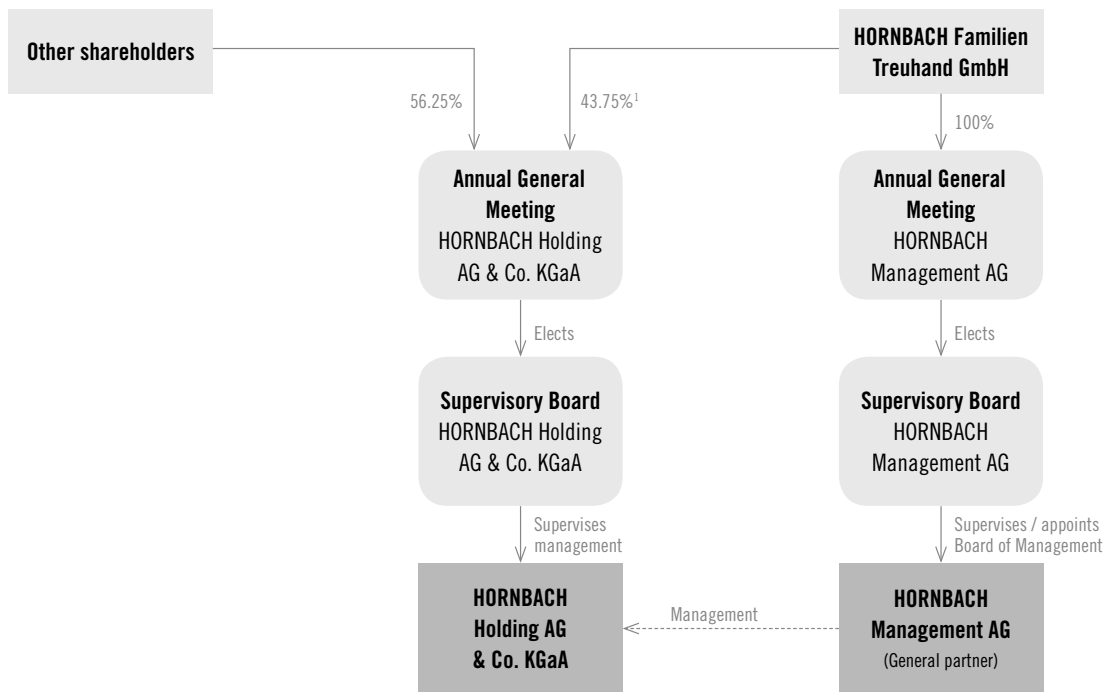 Other shareholders
HORNBACH Familien
Treuhand GmbH
56.25%
43.75%¹
100%
Annual General
Meeting
HORNBACH Holding
AG & Co. KGaA
Annual General
Meeting
HORNBACH
Management AG
Elects
Elects
Supervisory Board
HORNBACH Holding
AG & Co. KGaA
Supervisory Board
HORNBACH
Management AG
Supervises
management
Supervises / appoints
Board of Management
HORNBACH
Holding AG
& Co. KGaA
Management
HORNBACH
Management AG
(General partner)